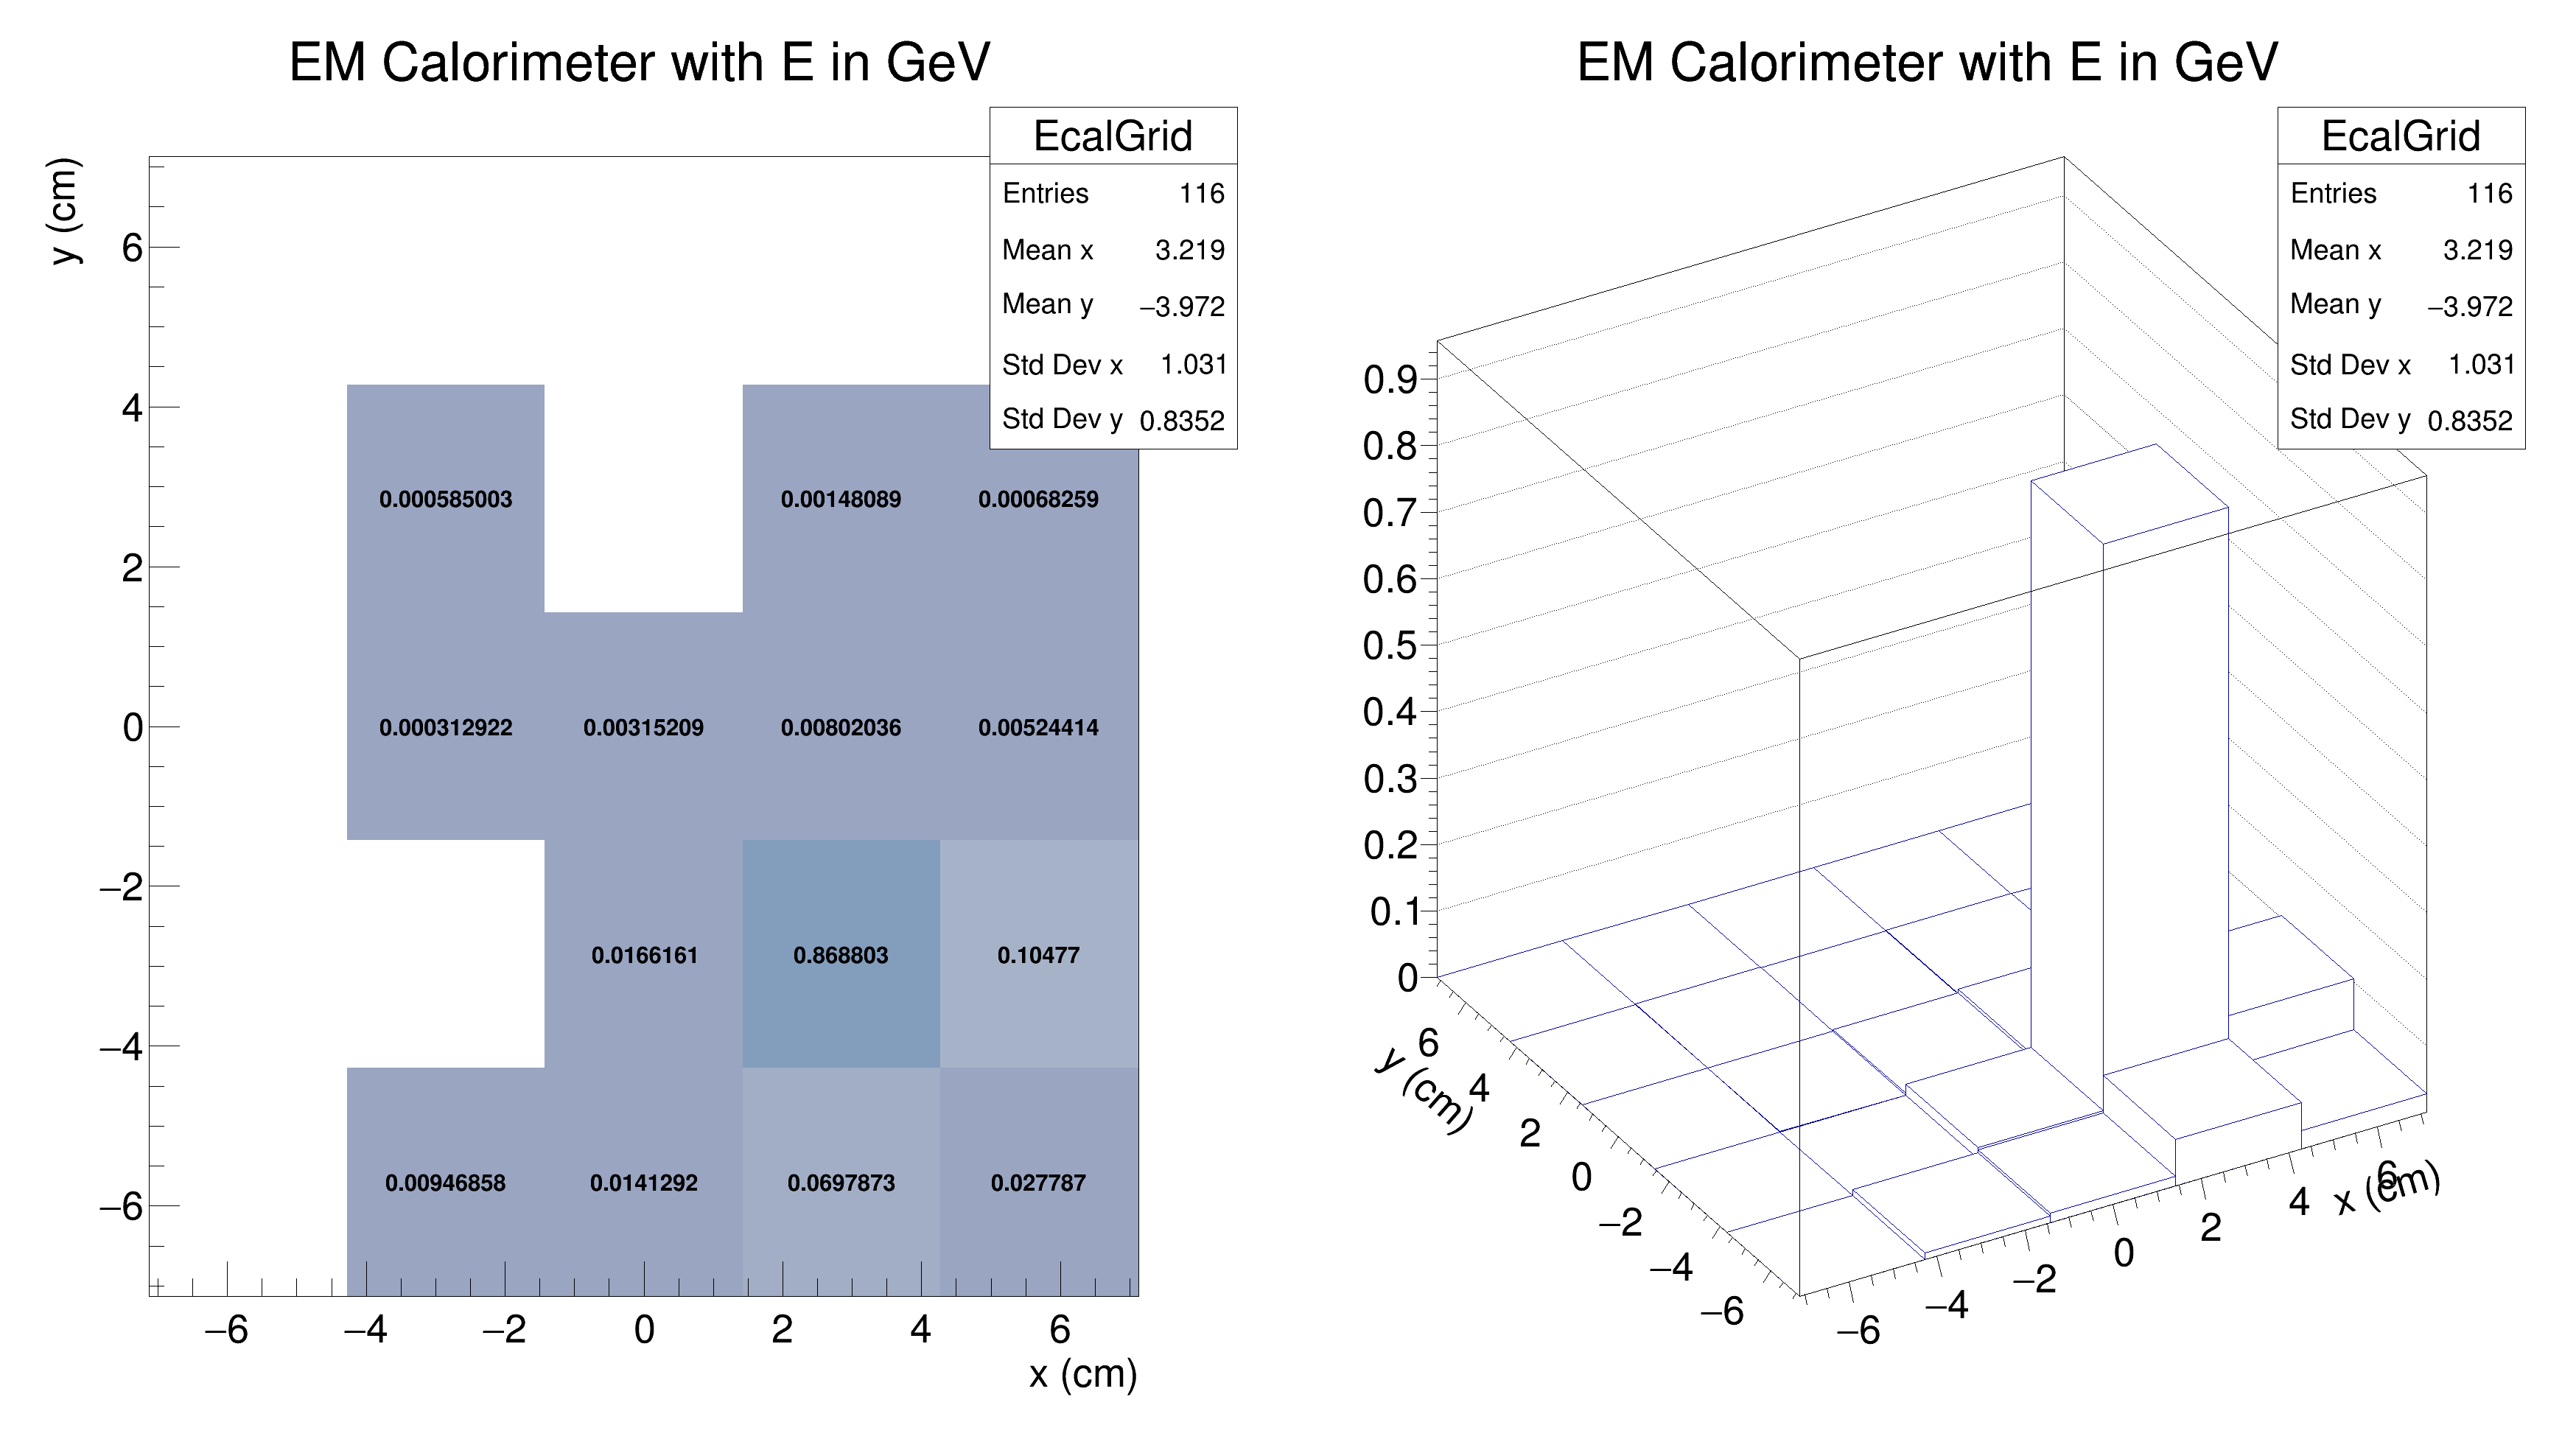 EM Calorimeter with E in GeV
EcalGrid
Entries 116
Mean x 3.219
Mean y −3.972
Std Dev x 1.031
Std Dev y 0.8352
y (cm)
6
4
2
0
−2
−4
−6
0.000585003 0.00148089 0.00068259
0.000312922 0.00315209 0.00802036 0.00524414
0.0166161 0.868803 0.10477
0.00946858 0.0141292 0.0697873 0.027787
−6 −4 −2 0 2 4 6
x (cm)
EM Calorimeter with E in GeV
EcalGrid
Entries 116
Mean x 3.219
Mean y −3.972
Std Dev x 1.031
Std Dev y 0.8352
0.9
0.8
0.7
0.6
0.5
0.4
0.3
0.2
0.1
0
y (cm)
6
4
2
0
−2
−4
−6
−6
−4
−2
0
2
4
6
x (cm)